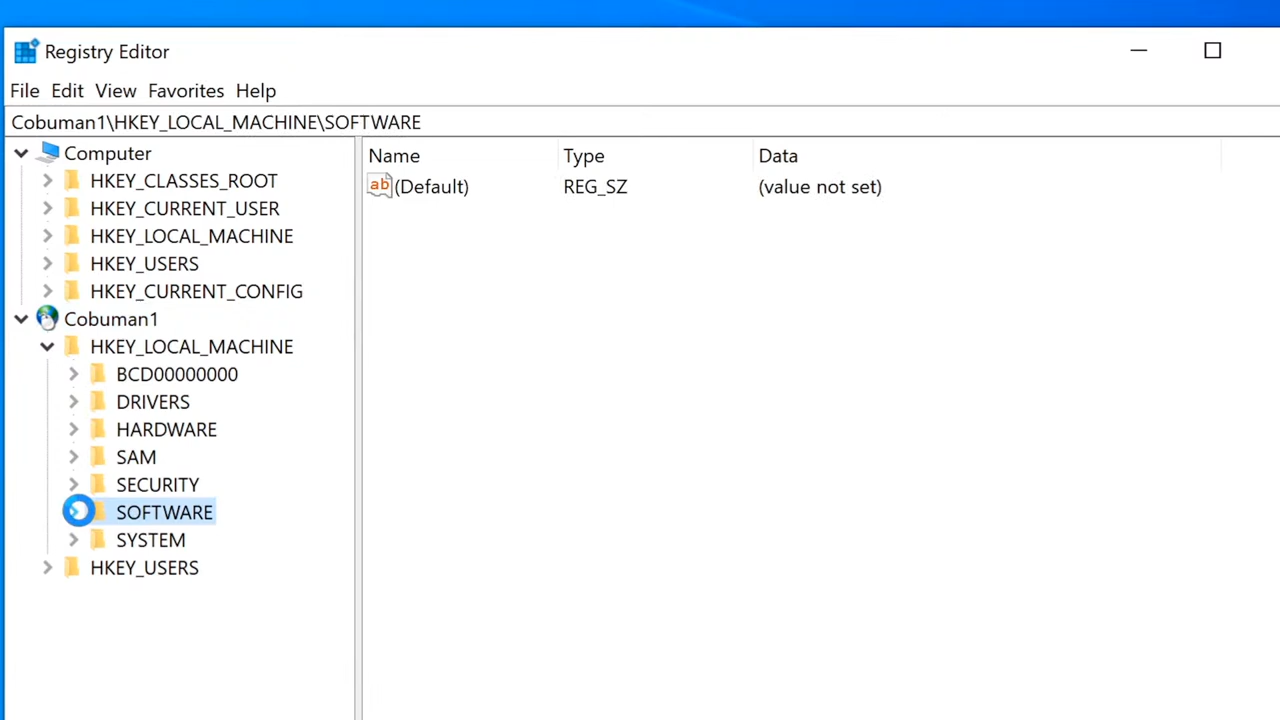 Registry Editor
File Edit View Favorites Help
Cobuman1\HKEY_LOCAL_MACHINE\SOFTWARE
Computer
HKEY_CLASSES_ROOT
HKEY_CURRENT_USER
HKEY_LOCAL_MACHINE
HKEY_USERS
HKEY_CURRENT_CONFIG
Cobuman1
HKEY_LOCAL_MACHINE
BCD00000000
DRIVERS
HARDWARE
SAM
SECURITY
SOFTWARE
SYSTEM
HKEY_USERS
Name Type Data
ab (Default) REG_SZ (value not set)